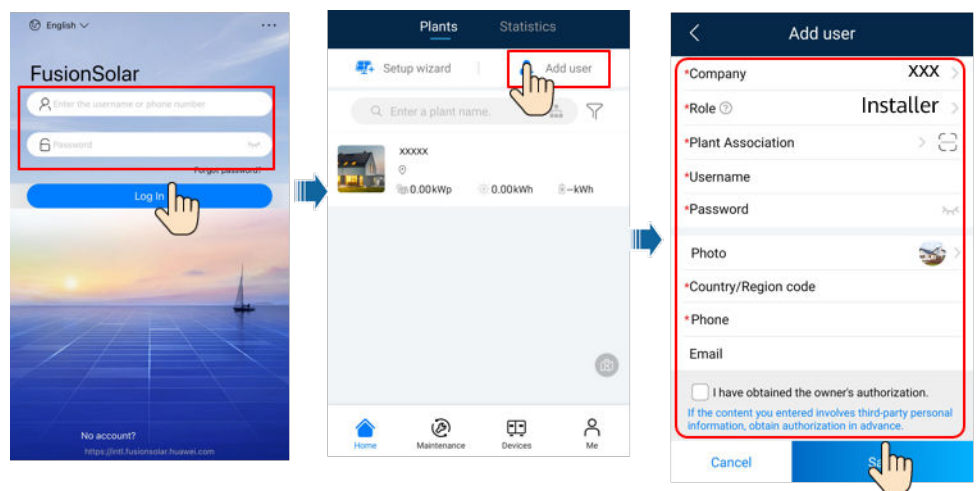 English
...
FusionSolar
Enter the username or phone number
Password
Forgot password?
Log In
No account?
https://intl.fusionsolar.huawei.com
Plants Statistics
Setup wizard Add user
Enter a plant name.
xxxxx
0.00kWp 0.00kWh --kWh
Home Maintenance Devices Me
Add user
*Company XXX
*Role Installer
*Plant Association
*Username
*Password
Photo
*Country/Region code
*Phone
Email
I have obtained the owner's authorization.
If the content you entered involves third-party personal
information, obtain authorization in advance.
Cancel